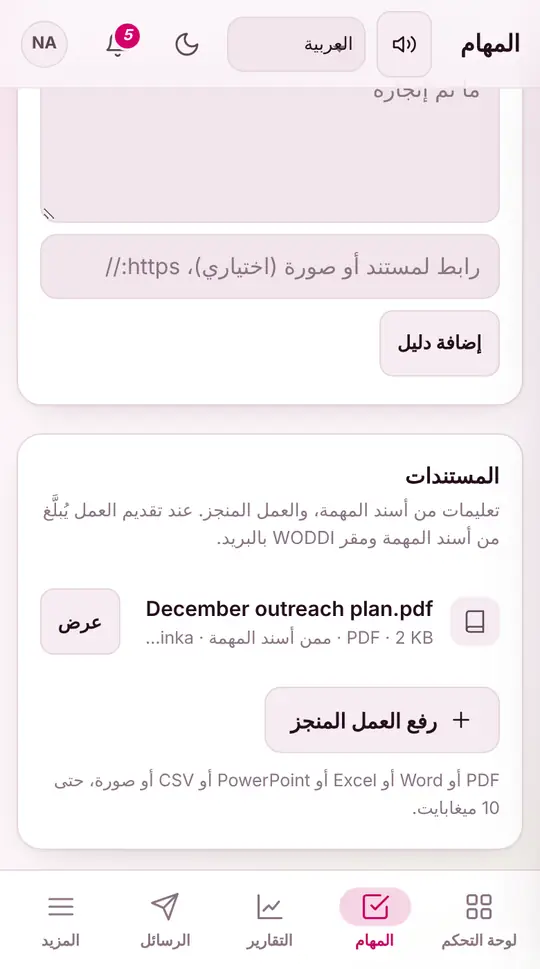 المهام
العربية
5
NA
ما تم إنجازه
رابط لمستند أو صورة (اختياري)، https://
إضافة دليل
المستندات
تعليمات من أسند المهمة، والعمل المنجز. عند تقديم العمل يُبلَّغ
من أسند المهمة ومقر WODDI بالبريد.
December outreach plan.pdf
PDF · 2 KB · ممن أسند المهمة · inka...
عرض
رفع العمل المنجز
PDF أو Word أو Excel أو PowerPoint أو CSV أو صورة، حتى
10 ميغابايت.
لوحة التحكم
المهام
التقارير
الرسائل
المزيد